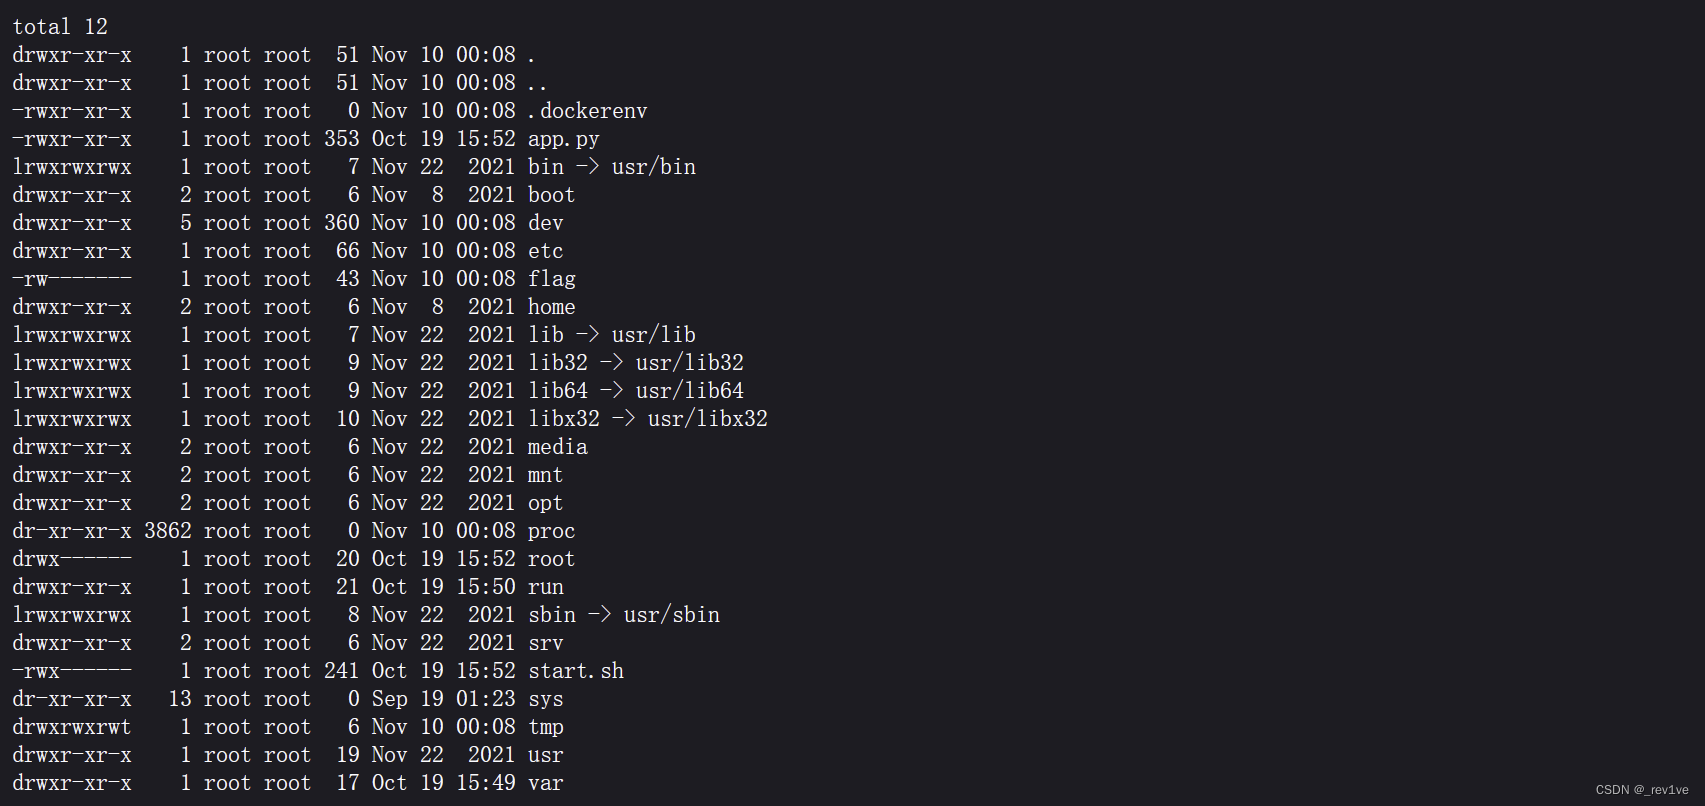 total 12
drwxr-xr-x    1 root root  51 Nov 10 00:08 .
drwxr-xr-x    1 root root  51 Nov 10 00:08 ..
-rwxr-xr-x    1 root root   0 Nov 10 00:08 .dockerenv
-rwxr-xr-x    1 root root 353 Oct 19 15:52 app.py
lrwxrwxrwx    1 root root   7 Nov 22  2021 bin -> usr/bin
drwxr-xr-x    2 root root   6 Nov  8  2021 boot
drwxr-xr-x    5 root root 360 Nov 10 00:08 dev
drwxr-xr-x    1 root root  66 Nov 10 00:08 etc
-rw-------    1 root root  43 Nov 10 00:08 flag
drwxr-xr-x    2 root root   6 Nov  8  2021 home
lrwxrwxrwx    1 root root   7 Nov 22  2021 lib -> usr/lib
lrwxrwxrwx    1 root root   9 Nov 22  2021 lib32 -> usr/lib32
lrwxrwxrwx    1 root root   9 Nov 22  2021 lib64 -> usr/lib64
lrwxrwxrwx    1 root root  10 Nov 22  2021 libx32 -> usr/libx32
drwxr-xr-x    2 root root   6 Nov 22  2021 media
drwxr-xr-x    2 root root   6 Nov 22  2021 mnt
drwxr-xr-x    2 root root   6 Nov 22  2021 opt
dr-xr-xr-x 3862 root root   0 Nov 10 00:08 proc
drwx------    1 root root  20 Oct 19 15:52 root
drwxr-xr-x    1 root root  21 Oct 19 15:50 run
lrwxrwxrwx    1 root root   8 Nov 22  2021 sbin -> usr/sbin
drwxr-xr-x    2 root root   6 Nov 22  2021 srv
-rwx------    1 root root 241 Oct 19 15:52 start.sh
dr-xr-xr-x   13 root root   0 Sep 19 01:23 sys
drwxrwxrwt    1 root root   6 Nov 10 00:08 tmp
drwxr-xr-x    1 root root  19 Nov 22  2021 usr
drwxr-xr-x    1 root root  17 Oct 19 15:49 var
CSDN @_rev1ve